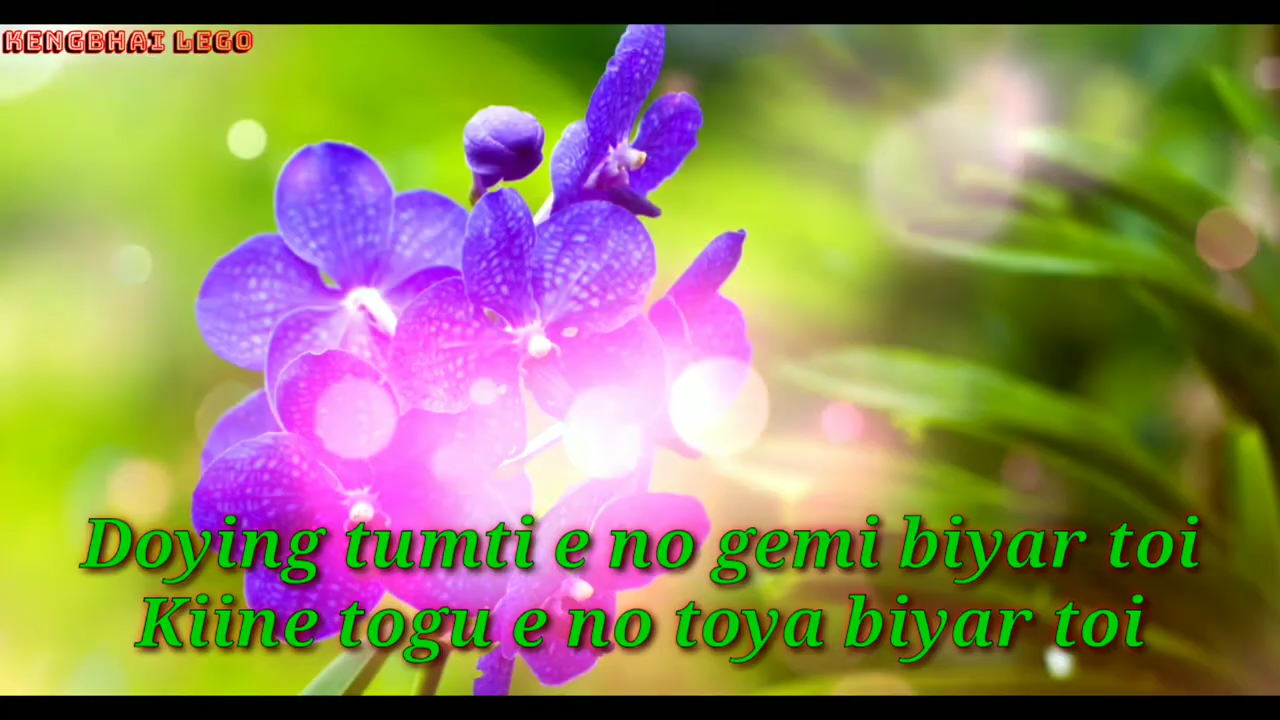 KENGBHAI LEGO
Doying tumti e no gemi biyar toi
Kiine togu e no toya biyar toi